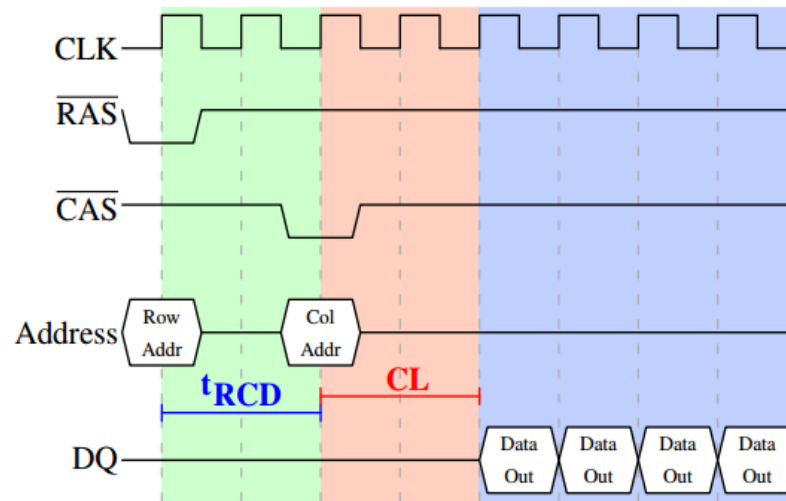 CLK
RAS
CAS
Address
Row
Addr
Col
Addr
tRCD
CL
DQ
Data
Out
Data
Out
Data
Out
Data
Out